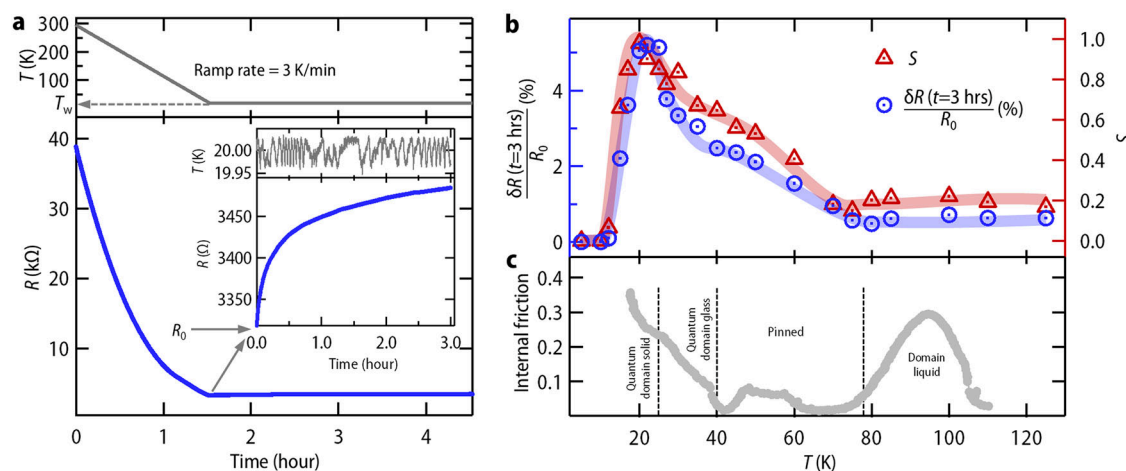 a
300
200
100
T (K)
Ramp rate = 3 K/min
T_w
40
30
20
10
R (kΩ)
R_0
20.00
19.95
T (K)
3450
3400
3350
R (Ω)
0.0 1.0 2.0 3.0
Time (hour)
0 1 2 3 4
Time (hour)
b
4
2
0
δR (t=3 hrs) (%)
R_0
S
δR (t=3 hrs) (%)
R_0
1.0
0.8
0.6
0.4
0.2
0.0
c
0.4
0.3
0.2
0.1
Internal friction
Quantum
domain solid
Quantum
domain glass
Pinned
Domain
liquid
20 40 60 80 100 120
T (K)